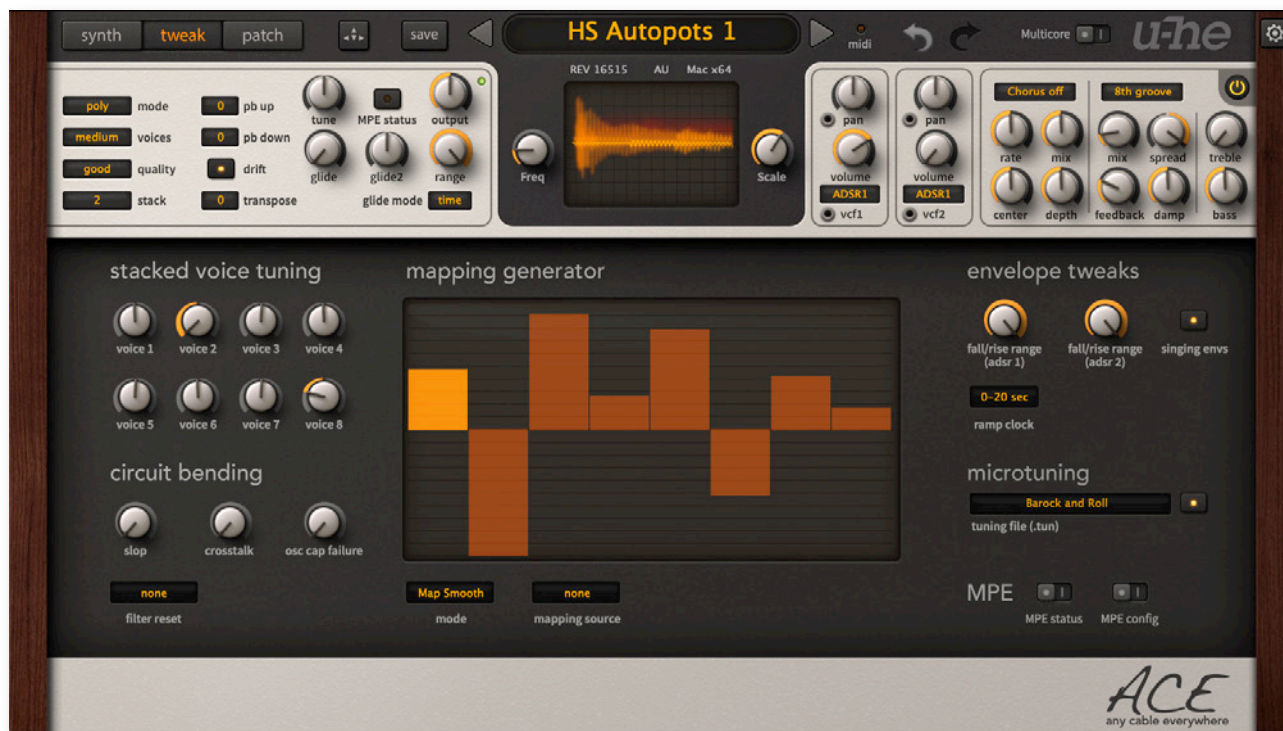 synth tweak patch save HS Autopots 1 midi Multicore u-he
REV 16515 AU Mac x64
poly mode 0 pb up tune MPE status output
medium voices 0 pb down
good quality drift glide glide2 range
2 stack 0 transpose glide mode time
Freq Scale
pan pan
volume volume
ADSR1 ADSR1
vcf1 vcf2
Chorus off 8th groove
rate mix mix spread treble
center depth feedback damp bass
stacked voice tuning
voice 1 voice 2 voice 3 voice 4
voice 5 voice 6 voice 7 voice 8
circuit bending
slop crosstalk osc cap failure
none
filter reset
mapping generator
Map Smooth none
mode mapping source
envelope tweaks
fall/rise range fall/rise range singing envs
(adsr 1) (adsr 2)
0-20 sec
ramp clock
microtuning
Barock and Roll
tuning file (.tun)
MPE
MPE status MPE config
ACE
any cable everywhere